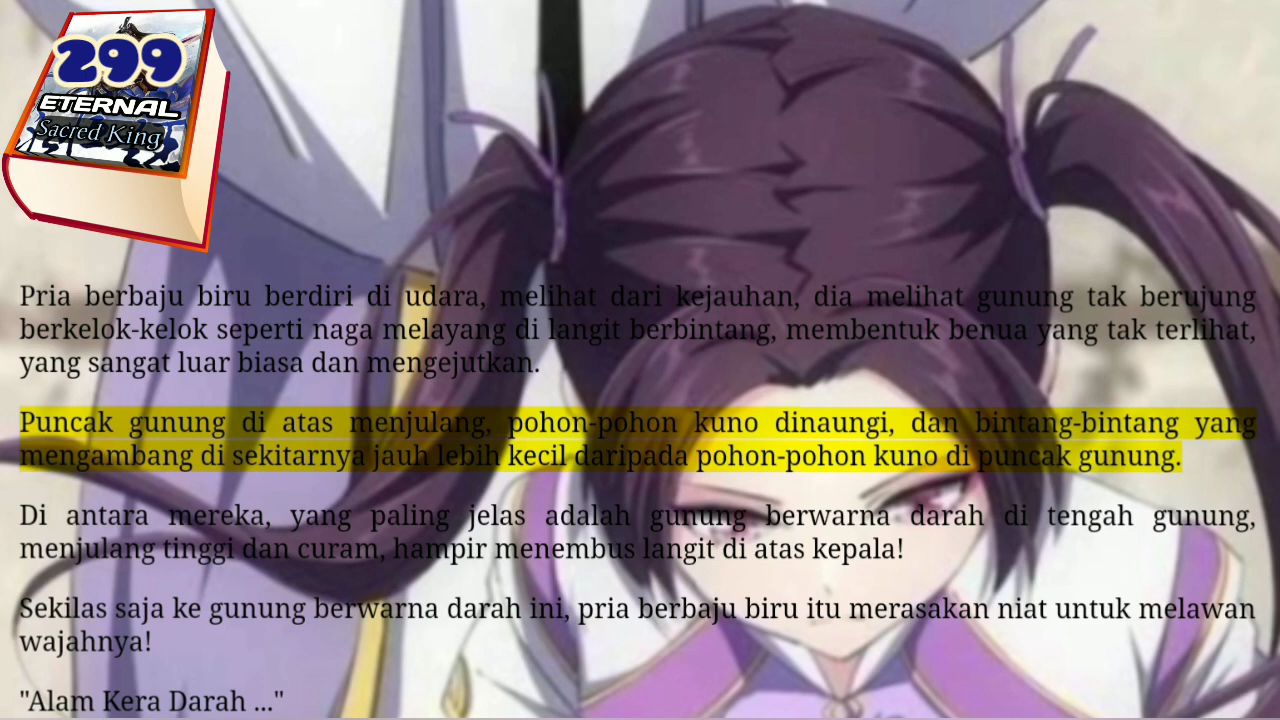 299
ETERNAL
Sacred King
Pria berbaju biru berdiri di udara, melihat dari kejauhan, dia melihat gunung tak berujung
berkelok-kelok seperti naga melayang di langit berbintang, membentuk benua yang tak terlihat,
yang sangat luar biasa dan mengejutkan.
Puncak gunung di atas menjulang, pohon-pohon kuno dinaungi, dan bintang-bintang yang
mengambang di sekitarnya jauh lebih kecil daripada pohon-pohon kuno di puncak gunung.
Di antara mereka, yang paling jelas adalah gunung berwarna darah di tengah gunung,
menjulang tinggi dan curam, hampir menembus langit di atas kepala!
Sekilas saja ke gunung berwarna darah ini, pria berbaju biru itu merasakan niat untuk melawan
wajahnya!
"Alam Kera Darah ..."